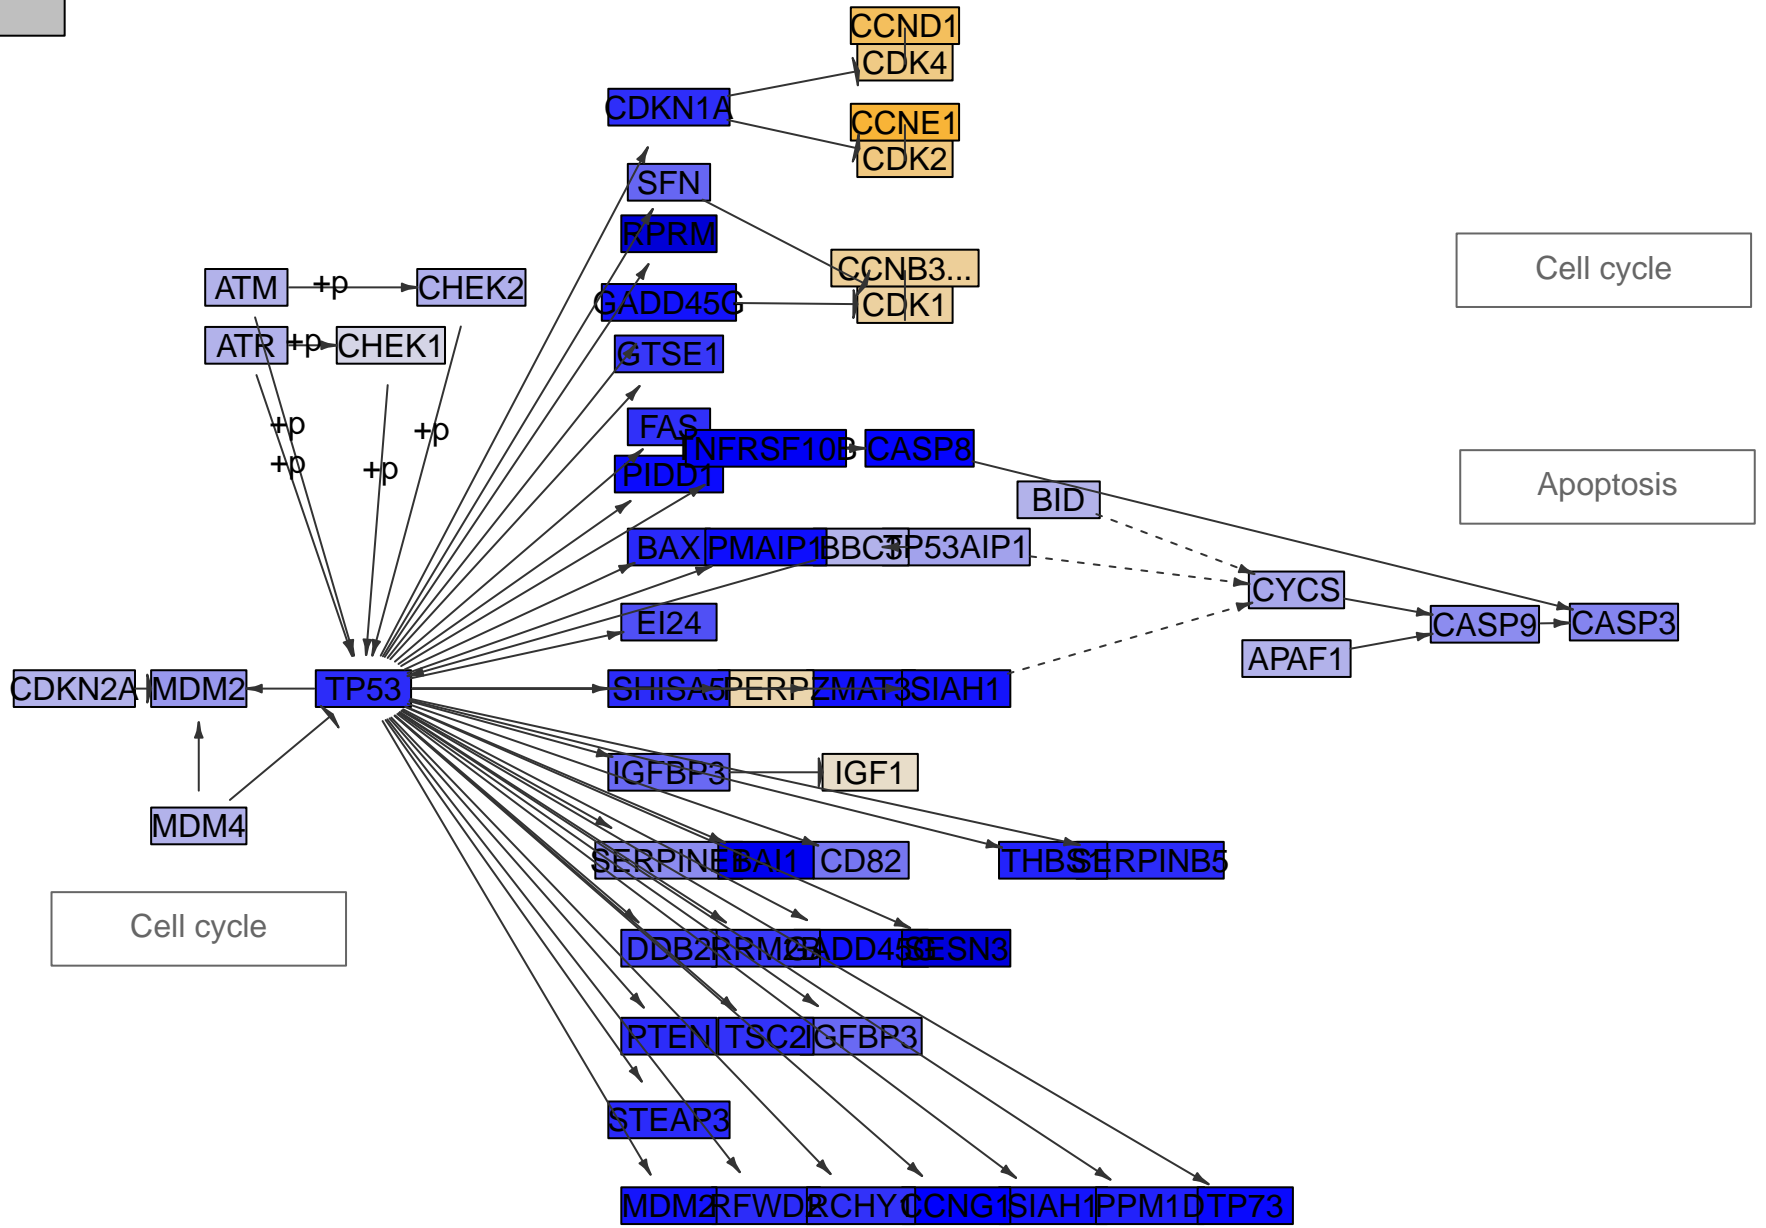 CCND1
CDK4
CDKN1A
CCNE1
CDK2
SFN
RPRM
CCNB3...
Cell cycle
ATM
+p
CHEK2
GADD45G
CDK1
ATR
+p
CHEK1
GTSE1
+p
+p
FAS
TNFRSF10B
CASP8
+p
+p
PIDD1
Apoptosis
BID
BAX
PMAIP1
BBC3
TP53AIP1
CYCS
EI24
CASP9
CASP3
APAF1
CDKN2A
MDM2
TP53
SHISA5
PERP
ZMAT3
SIAH1
IGFBP3
IGF1
MDM4
SERPINE1
BAI1
CD82
THBS1
SERPINB5
Cell cycle
DDB2
RRM2B
GADD45G
SESN3
PTEN
TSC2
IGFBP3
STEAP3
MDM2
RFWD2
RCHY1
CCNG1
SIAH1
PPM1D
TP73